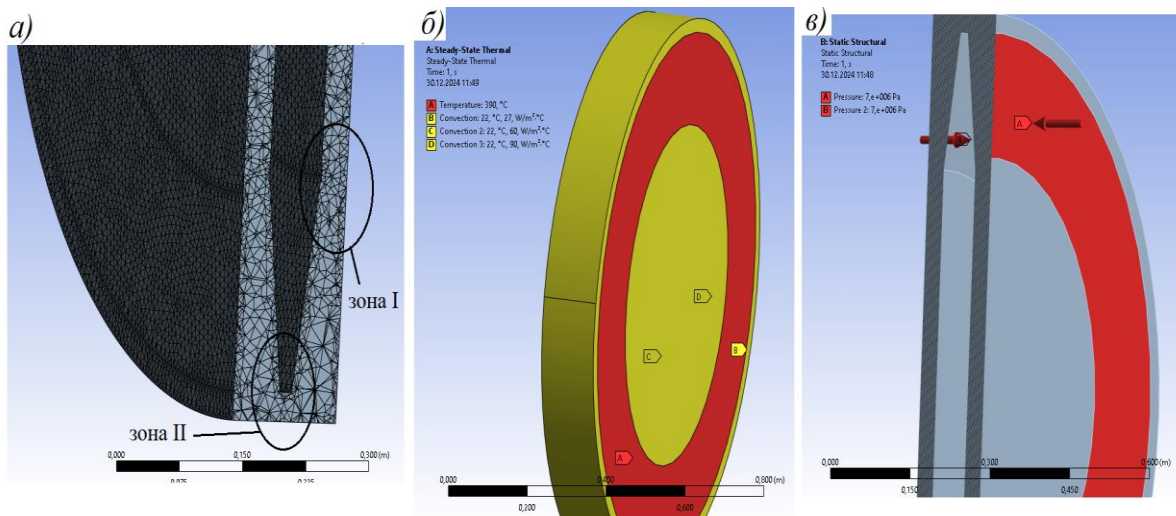 а)
зона I
зона II
0,000
0,150
0,300 (m)
0,075
0,225
б)
A: Steady-State Thermal
Steady-State Thermal
Time: 1, s
30.12.2024 11:49
A Temperature: 390, °C
B Convection: 22, °C, 27, W/m²·°C
C Convection 2: 22, °C, 60, W/m²·°C
D Convection 3: 22, °C, 90, W/m²·°C
D
B
C
A
0,000
0,400
0,800 (m)
0,200
0,600
в)
B: Static Structural
Static Structural
Time: 1, s
30.12.2024 11:48
A Pressure: 7,e+006 Pa
B Pressure 2: 7,e+006 Pa
A
0,000
0,300
0,600 (m)
0,150
0,450